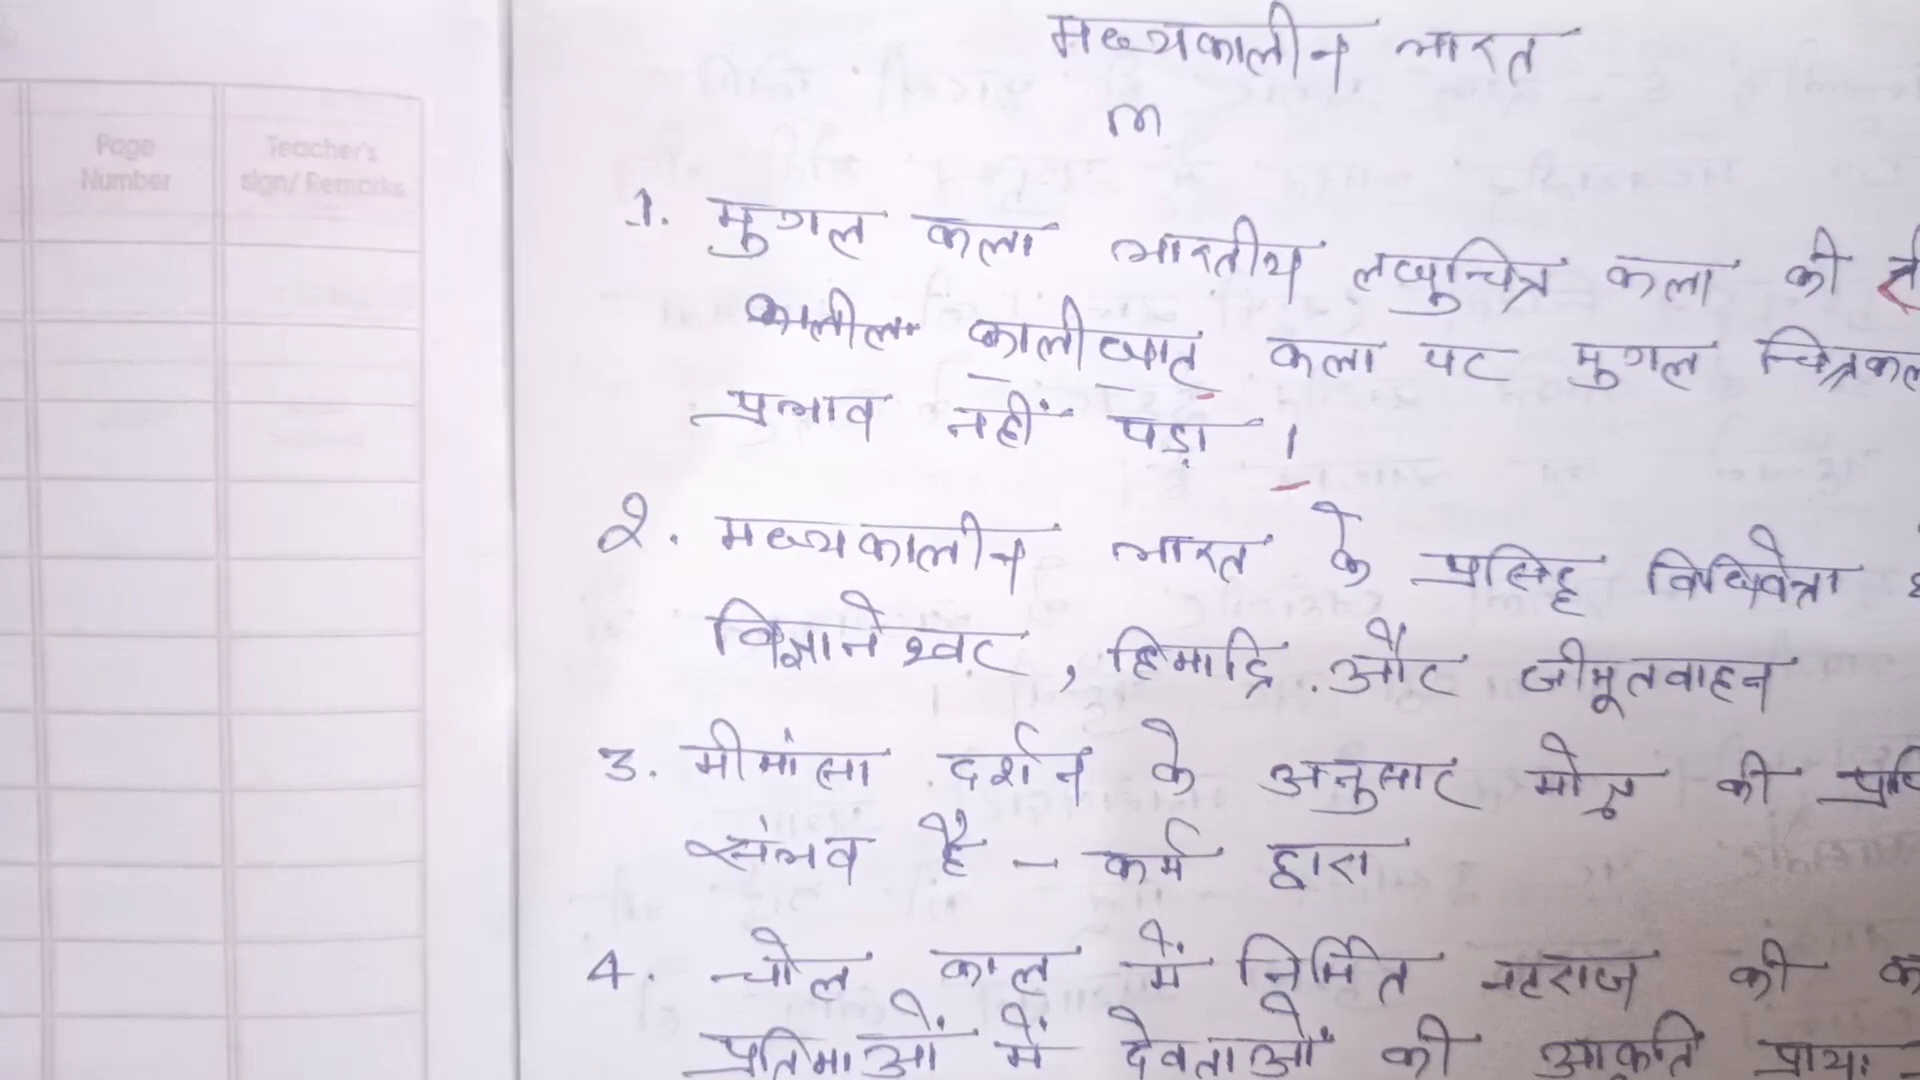 मध्यकालीन भारत
Page Number
Teacher's sign/ Remarks
1. मुगल कला भारतीय लघुचित्र कला की
कालीघात कला पर मुगल
प्रभाव नहीं पड़ा ।
2. मध्यकालीन भारत के प्रसिद्ध विधिवेत्ता
विज्ञानेश्वर, हिमाद्रि और जीमूतवाहन
3. मीमांसा दर्शन के अनुसार मोक्ष की
संभव है - कर्म द्वारा
4. चोल काल में निर्मित नटराज की
प्रतिमाओं में देवताओं की आकृति प्रायः